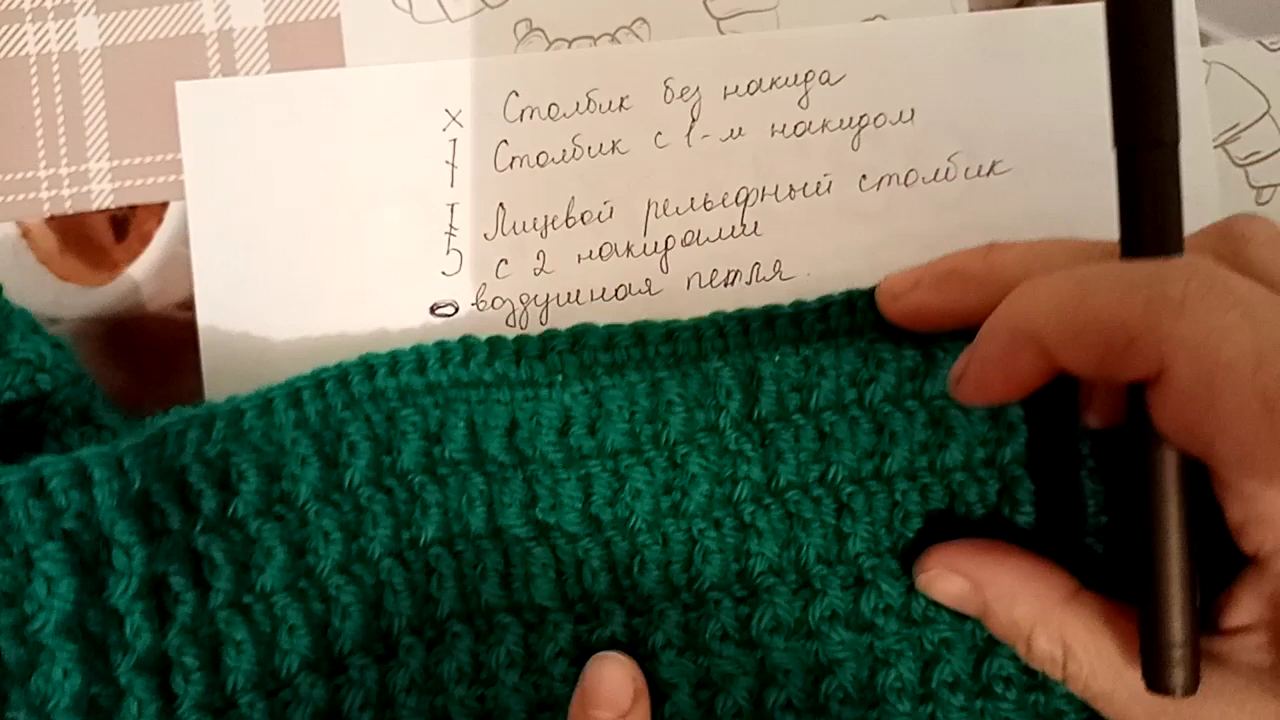 х Столбик без накида
Столбик с 1-м накидом
Лицевой рельефный столбик
с 2 накидами
воздушная петля.